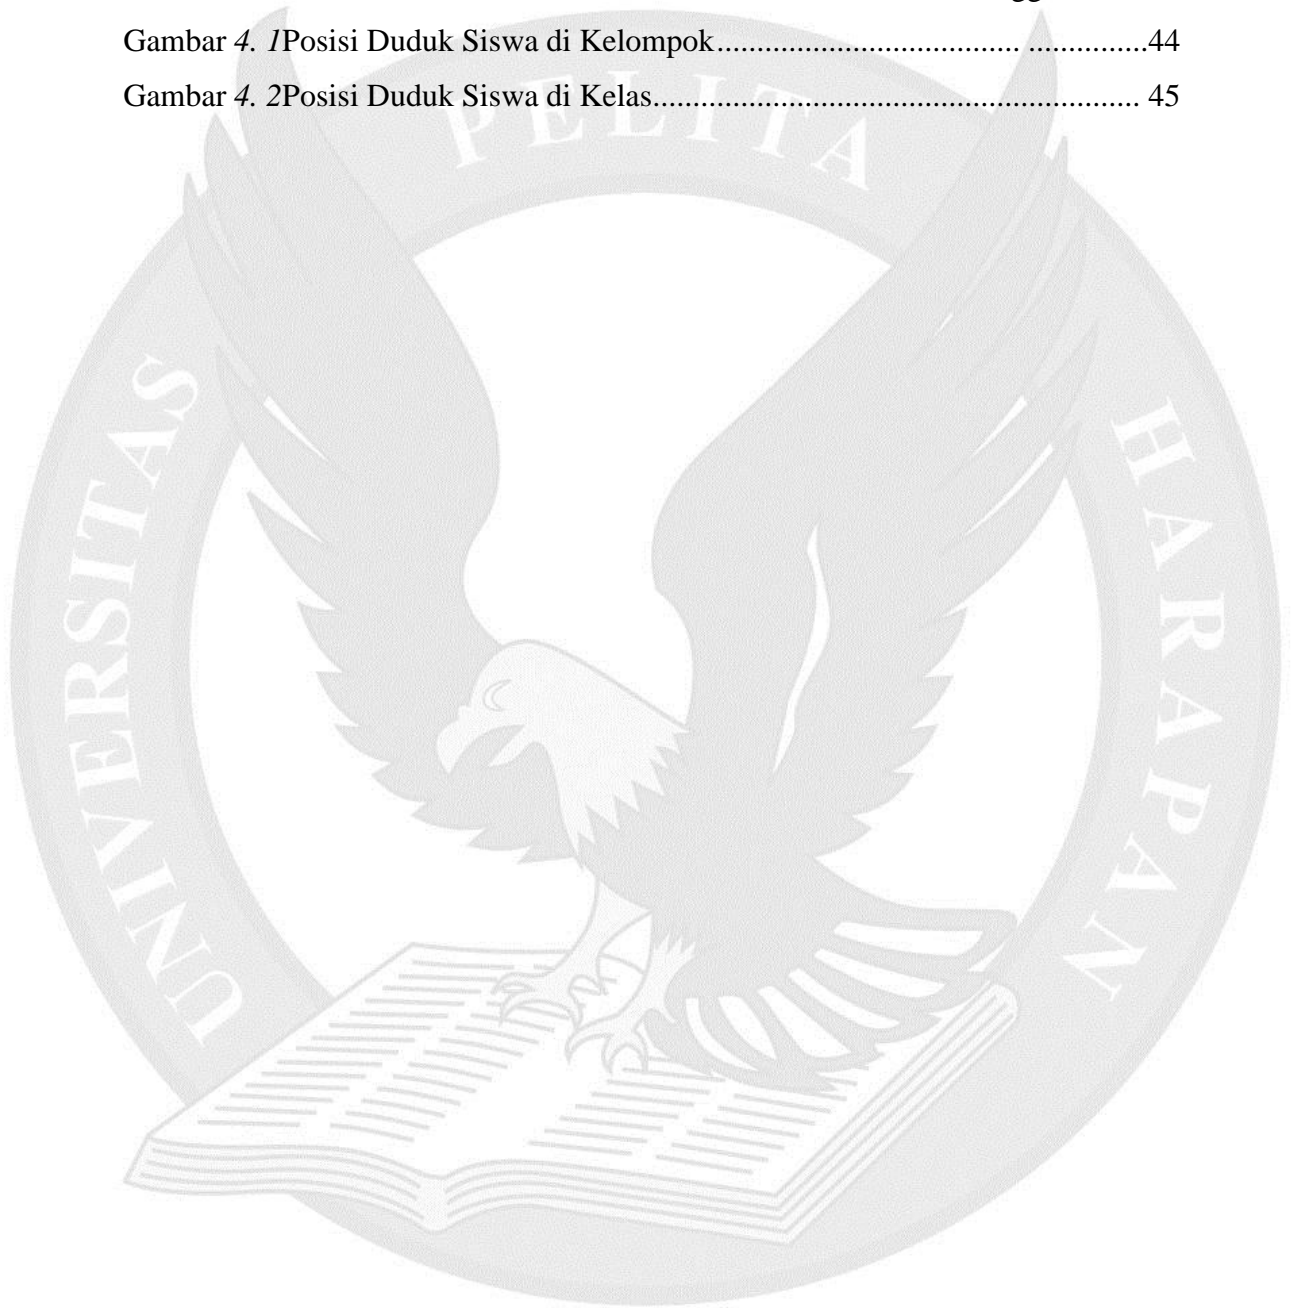 Gambar 4. 1Posisi Duduk Siswa di Kelompok..................................... ...............44
Gambar 4. 2Posisi Duduk Siswa di Kelas............................................................ 45
PELITA
UNIVERSITAS
HARAPAN